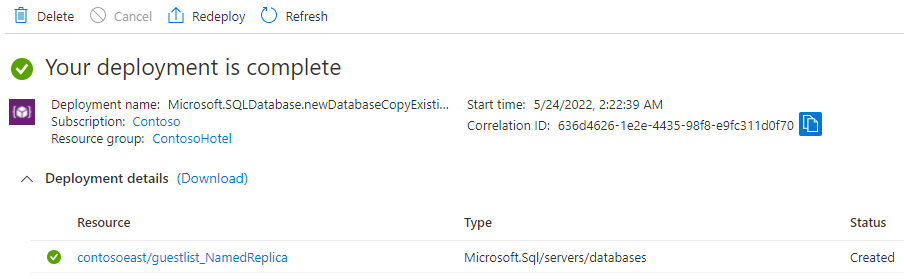 Delete Cancel Redeploy Refresh
Your deployment is complete
Deployment name: Microsoft.SQLDatabase.newDatabaseCopyExisti... Start time: 5/24/2022, 2:22:39 AM
Subscription: Contoso Correlation ID: 636d4626-1e2e-4435-98f8-e9fc311d0f70
Resource group: ContosoHotel
Deployment details (Download)
Resource Type Status
contosoeast/guestlist_NamedReplica Microsoft.Sql/servers/databases Created